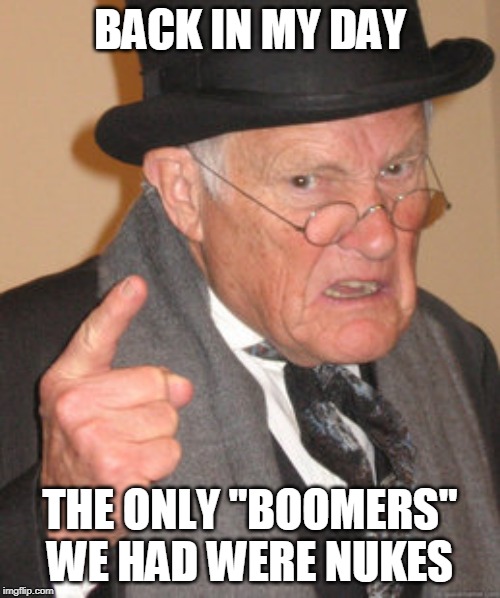 BACK IN MY DAY
THE ONLY "BOOMERS"
WE HAD WERE NUKES
imgflip.com